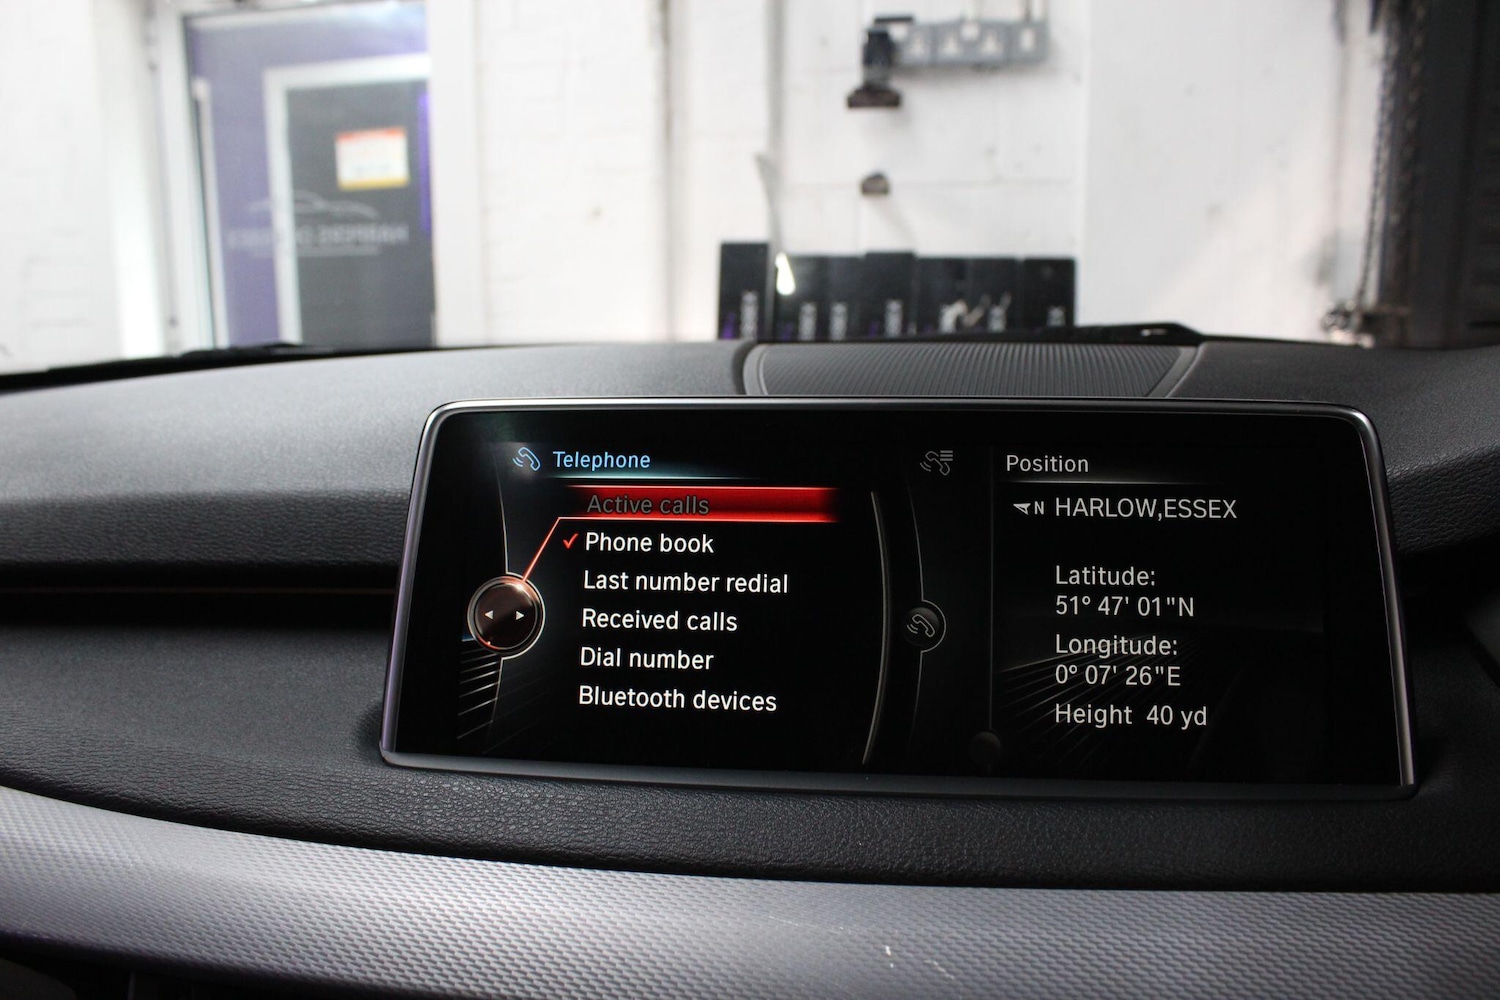 Telephone
Active calls
Phone book
Last number redial
Received calls
Dial number
Bluetooth devices
Position
N HARLOW,ESSEX
Latitude:
51° 47' 01"N
Longitude:
0° 07' 26"E
Height 40 yd